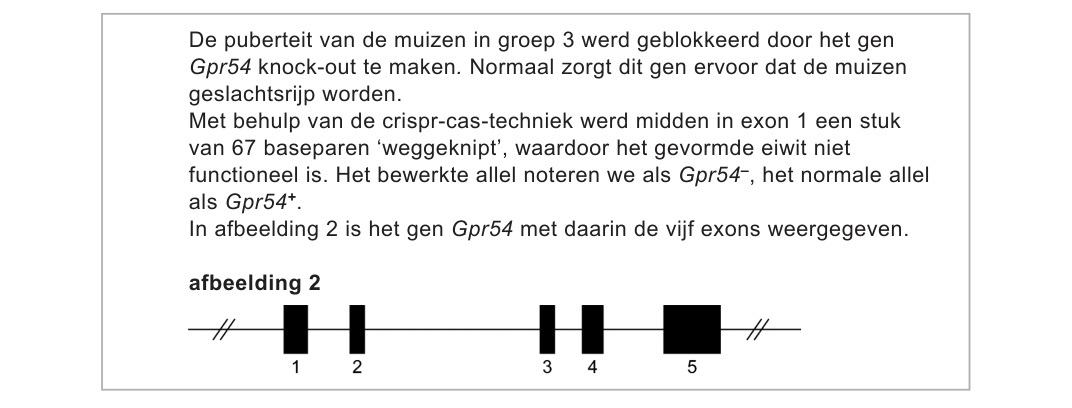 De puberteit van de muizen in groep 3 werd geblokkeerd door het gen
Gpr54 knock-out te maken. Normaal zorgt dit gen ervoor dat de muizen
geslachtsrijp worden.
Met behulp van de crispr-cas-techniek werd midden in exon 1 een stuk
van 67 baseparen ‘weggeknipt’, waardoor het gevormde eiwit niet
functioneel is. Het bewerkte allel noteren we als Gpr54⁻, het normale allel
als Gpr54⁺.
In afbeelding 2 is het gen Gpr54 met daarin de vijf exons weergegeven.
afbeelding 2
1 2 3 4 5